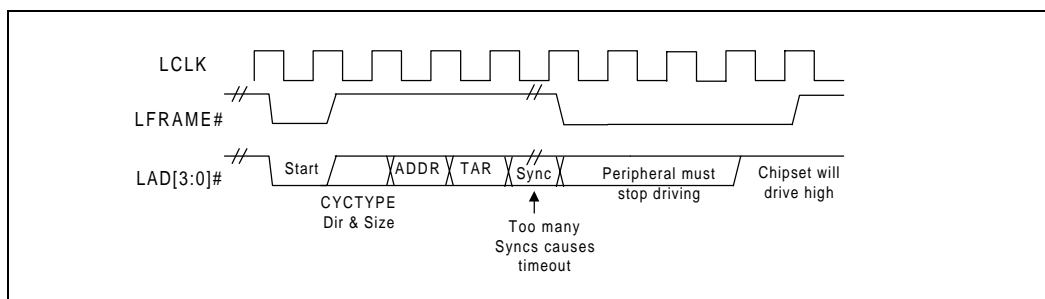 LCLK
LFRAME#
LAD[3:0]#
Start
CYCTYPE
Dir & Size
ADDR
TAR
Sync
Too many
Syncs causes
timeout
Peripheral must
stop driving
Chipset will
drive high